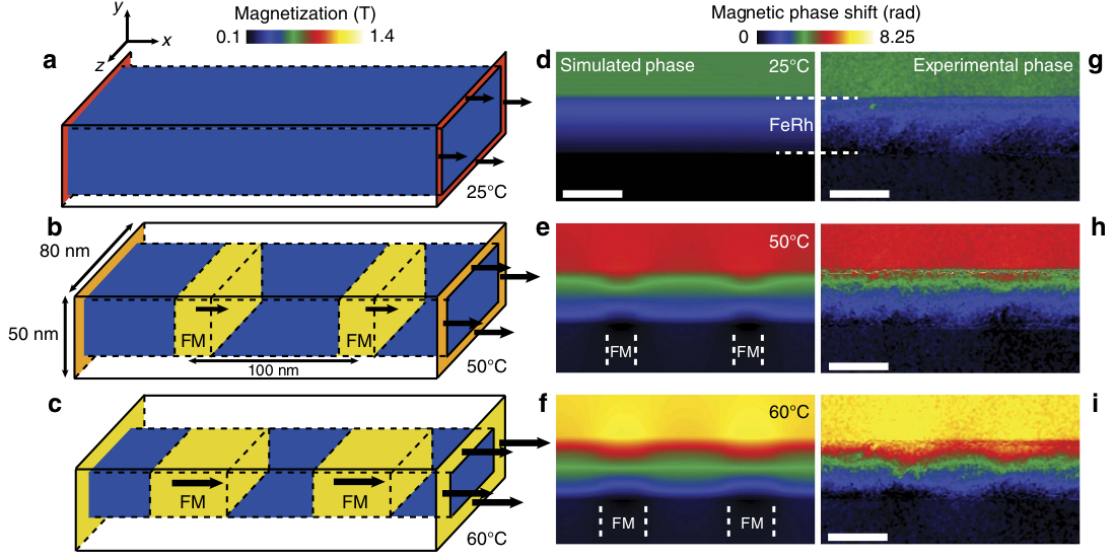 Magnetization (T)
0.1 1.4
Magnetic phase shift (rad)
0 8.25
y
x
z
a
25°C
d
Simulated phase 25°C
FeRh
Experimental phase
g
b
80 nm
50 nm
FM FM
100 nm
50°C
e
50°C
FM FM
h
c
FM FM
60°C
f
60°C
FM FM
i